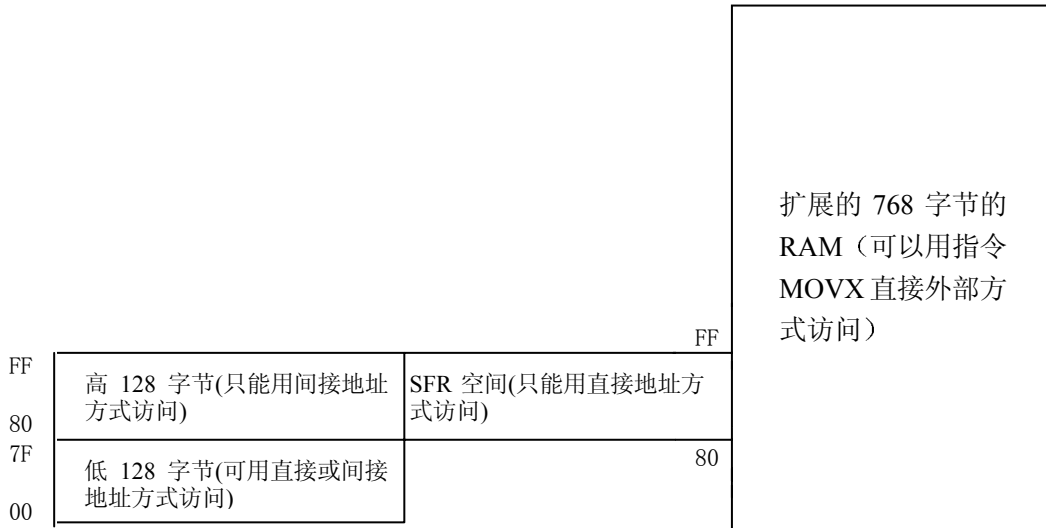 扩展的 768 字节的
RAM（可以用指令
MOVX 直接外部方
式访问）
FF
FF
高 128 字节(只能用间接地址
方式访问)
SFR 空间(只能用直接地址方
式访问)
80
7F
80
低 128 字节(可用直接或间接
地址方式访问)
00